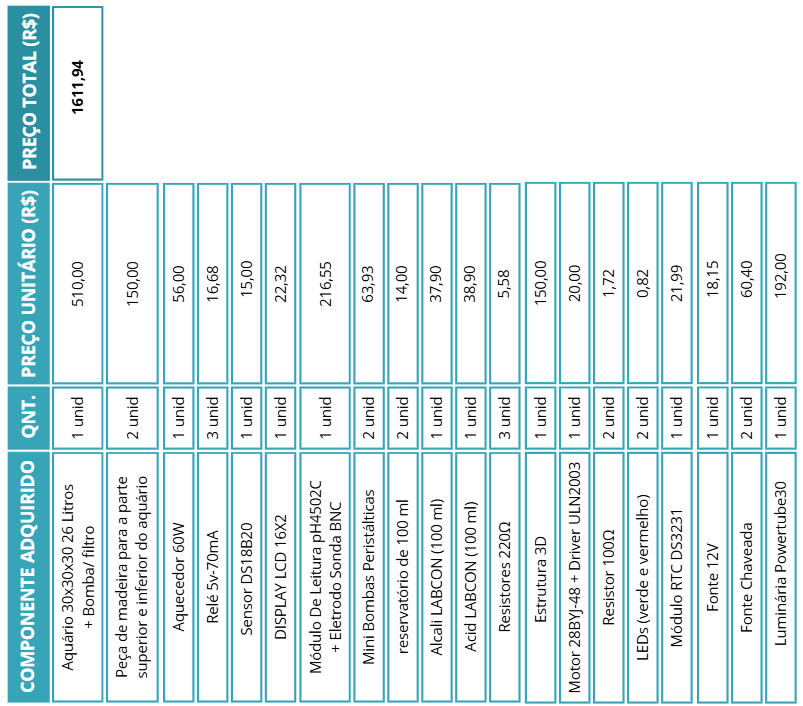 COMPONENTE ADQUIRIDO QNT. PREÇO UNITÁRIO (R$) PREÇO TOTAL (R$)
Aquário 30x30x30 26 Litros
+ Bomba/ filtro
1 unid 510,00 1611,94
Peça de madeira para a parte
superior e inferior do aquário
2 unid 150,00
Aquecedor 60W 1 unid 56,00
Relé 5v-70mA 3 unid 16,68
Sensor DS18B20 1 unid 15,00
DISPLAY LCD 16X2 1 unid 22,32
Módulo De Leitura pH4502C
+ Eletrodo Sonda BNC
1 unid 216,55
Mini Bombas Peristálticas 2 unid 63,93
reservatório de 100 ml 2 unid 14,00
Alcali LABCON (100 ml) 1 unid 37,90
Acid LABCON (100 ml) 1 unid 38,90
Resistores 220Ω 3 unid 5,58
Estrutura 3D 1 unid 150,00
Motor 28BYJ-48 + Driver ULN2003 1 unid 20,00
Resistor 100Ω 2 unid 1,72
LEDs (verde e vermelho) 2 unid 0,82
Módulo RTC DS3231 1 unid 21,99
Fonte 12V 1 unid 18,15
Fonte Chaveada 2 unid 60,40
Luminária Powertube30 1 unid 192,00